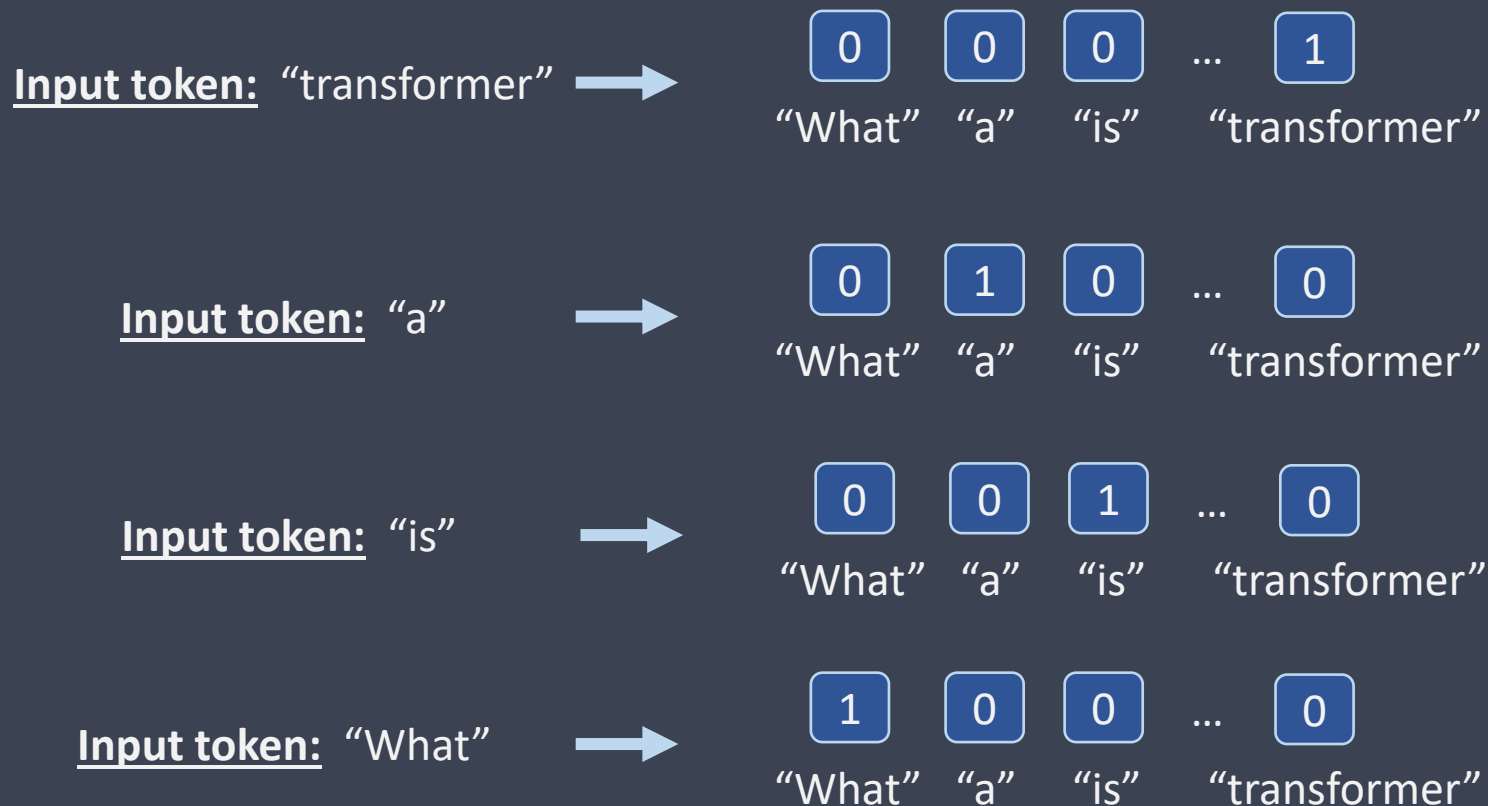 0 0 0 … 1
Input token: “transformer”
“What” “a” “is” “transformer”
0 1 0 … 0
Input token: “a”
“What” “a” “is” “transformer”
0 0 1 … 0
Input token: “is”
“What” “a” “is” “transformer”
1 0 0 … 0
Input token: “What”
“What” “a” “is” “transformer”